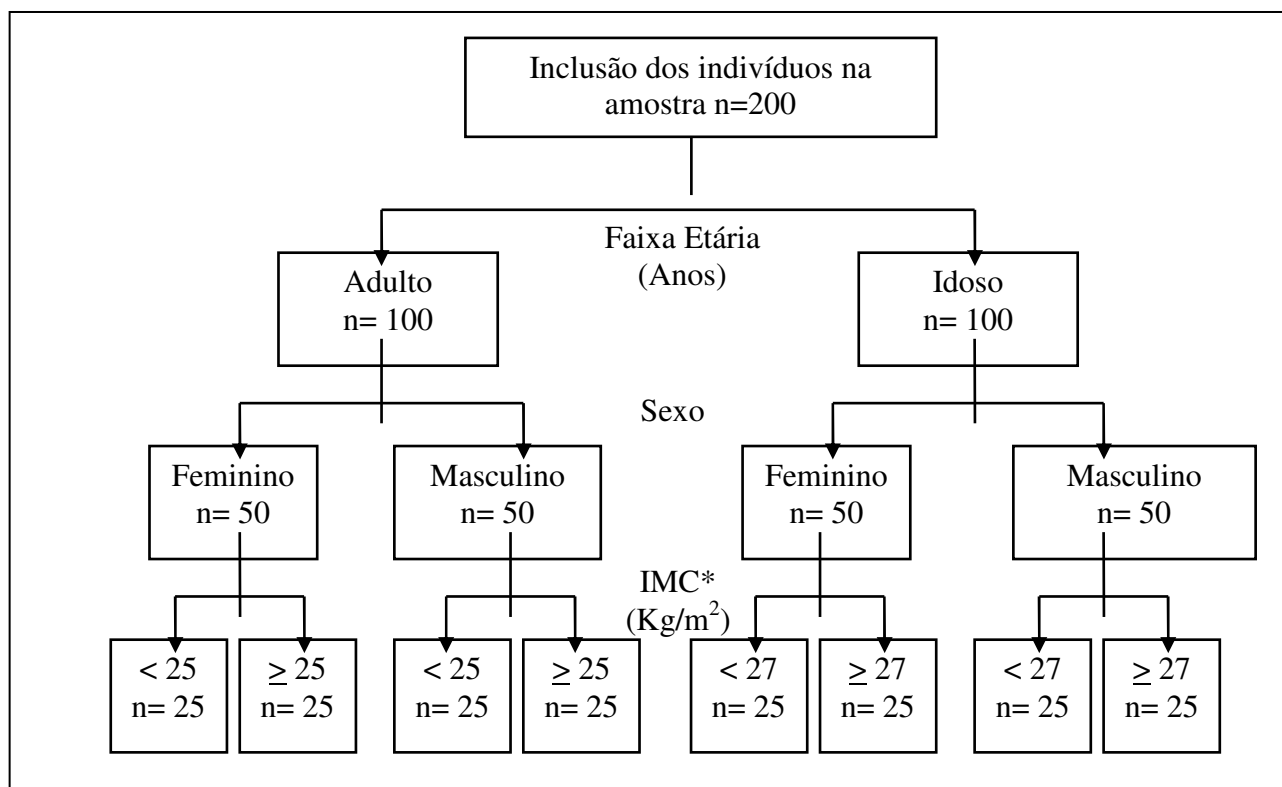 Inclusão dos indivíduos na
amostra n=200
Faixa Etária
(Anos)
Adulto
n= 100
Idoso
n= 100
Sexo
Feminino
n= 50
Masculino
n= 50
Feminino
n= 50
Masculino
n= 50
IMC*
(Kg/m²)
< 25
n= 25
≥ 25
n= 25
< 25
n= 25
≥ 25
n= 25
< 27
n= 25
≥ 27
n= 25
< 27
n= 25
≥ 27
n= 25